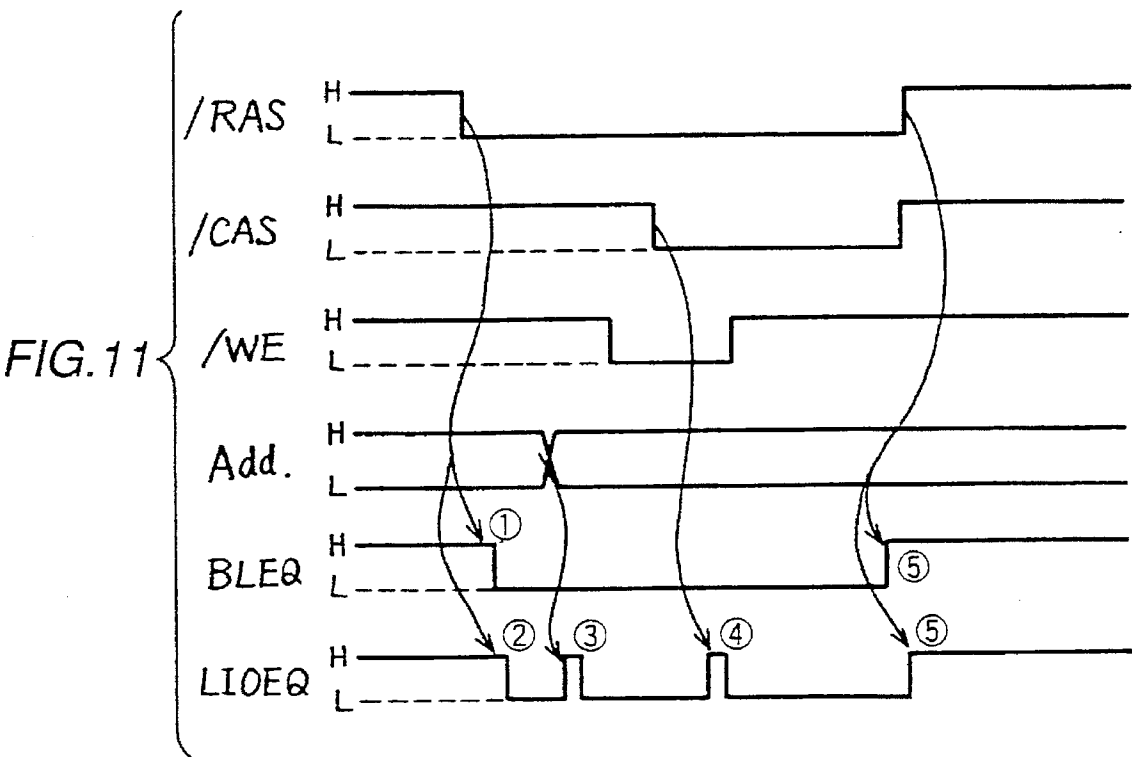 FIG.11
/RAS
H
L
/CAS
H
L
/WE
H
L
Add.
H
L
BLEQ
H
L
①
⑤
LIOEQ
H
L
②
③
④
⑤